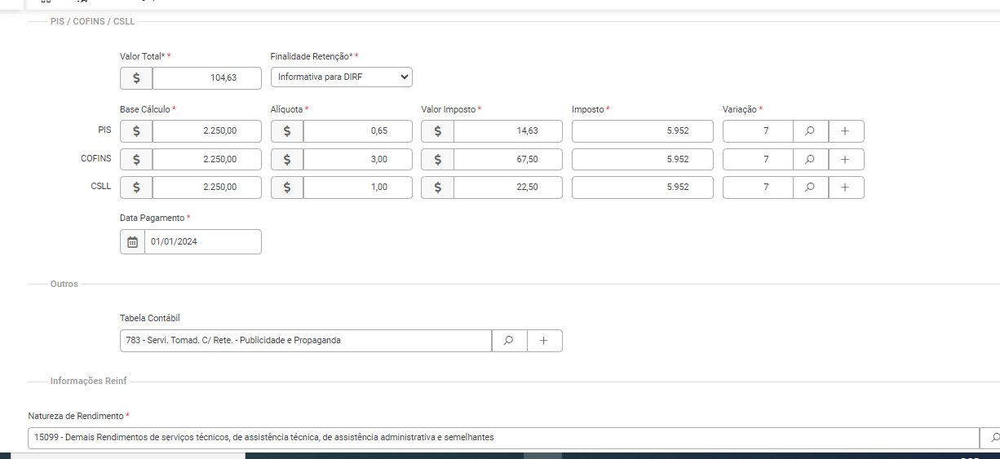 PIS / COFINS / CSLL
Valor Total* * Finalidade Retenção* *
$ 104,63 Informativa para DIRF
Base Cálculo * Alíquota * Valor Imposto * Imposto * Variação *
PIS $ 2.250,00 $ 0,65 $ 14,63 5.952 7
COFINS $ 2.250,00 $ 3,00 $ 67,50 5.952 7
CSLL $ 2.250,00 $ 1,00 $ 22,50 5.952 7
Data Pagamento *
01/01/2024
Outros
Tabela Contábil
783 - Servi. Tomad. C/ Rete. - Publicidade e Propaganda
Informações Reinf
Natureza de Rendimento *
15099 - Demais Rendimentos de serviços técnicos, de assistência técnica, de assistência administrativa e semelhantes